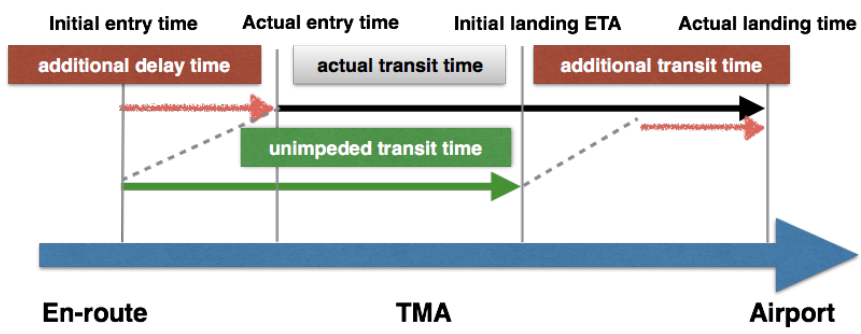 Initial entry time
Actual entry time
Initial landing ETA
Actual landing time
additional delay time
actual transit time
additional transit time
unimpeded transit time
En-route
TMA
Airport